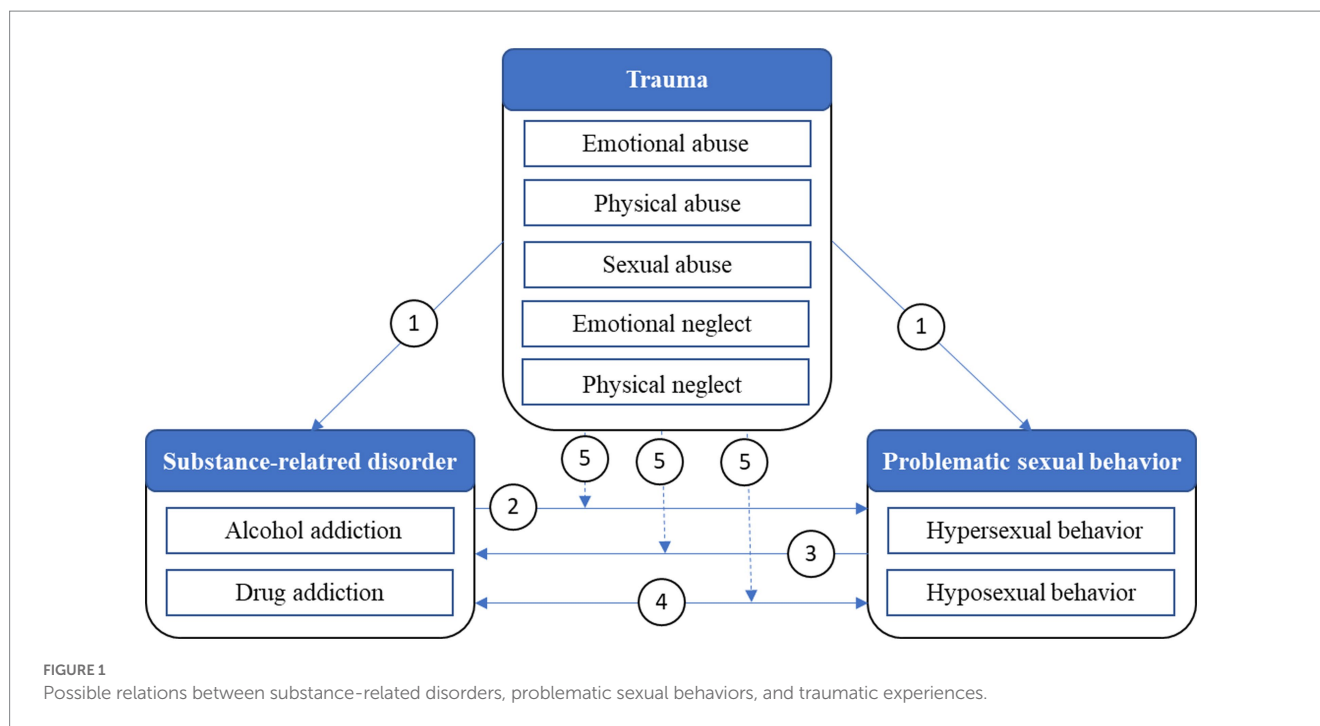 Trauma
Emotional abuse
Physical abuse
Sexual abuse
Emotional neglect
Physical neglect
1
1
5
5
5
Substance-relatred disorder
Alcohol addiction
Drug addiction
2
3
4
Problematic sexual behavior
Hypersexual behavior
Hyposexual behavior
FIGURE 1
Possible relations between substance-related disorders, problematic sexual behaviors, and traumatic experiences.